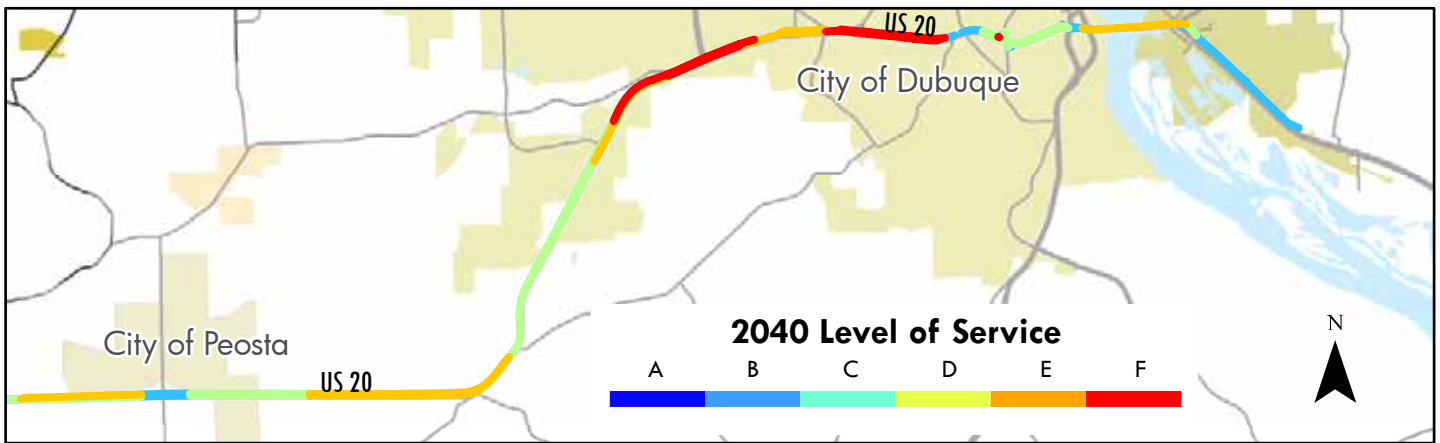 US 20
City of Dubuque
City of Peosta
US 20
2040 Level of Service
A B C D E F
N